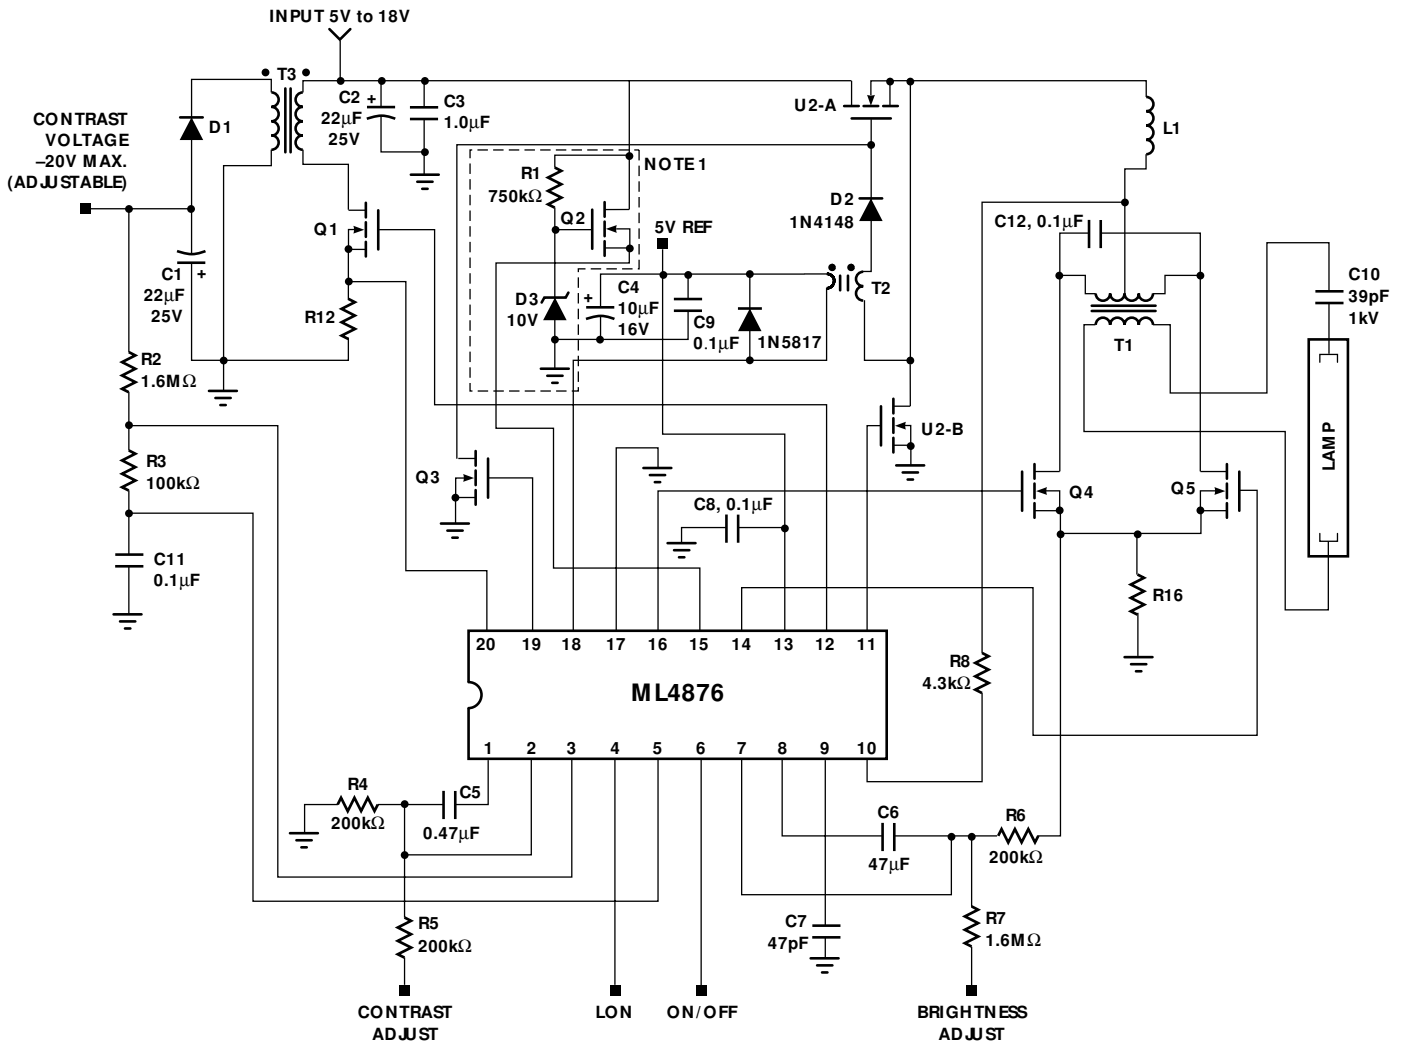 INPUT 5V to 18V
T3
C2
22µF
25V
C3
1.0µF
U2-A
L1
CONTRAST
VOLTAGE
–20V MAX.
(ADJUSTABLE)
D1
NOTE1
R1
750kΩ
Q2
D2
1N4148
5V REF
C12, 0.1µF
Q1
C1
22µF
25V
+
+
+
R12
D3
10V
C4
10µF
16V
C9
0.1µF
1N5817
T2
T1
C10
39pF
1kV
R2
1.6MΩ
U2-B
LAMP
R3
100kΩ
Q3
C8, 0.1µF
Q4
Q5
C11
0.1µF
R16
20 19 18 17 16 15 14 13 12 11
ML4876
R8
4.3kΩ
1 2 3 4 5 6 7 8 9 10
R4
200kΩ
C5
0.47µF
C6
47µF
R6
200kΩ
R5
200kΩ
C7
47pF
R7
1.6MΩ
CONTRAST
ADJUST
LON
ON/OFF
BRIGHTNESS
ADJUST